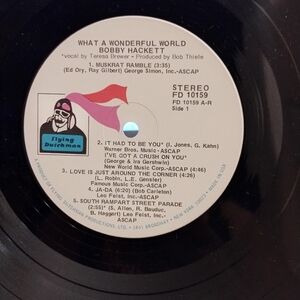 WHAT A WONDERFUL WORLD
BOBBY HACKETT
*vocal by Teresa Brewer • Produced by Bob Thiele
1. MUSKRAT RAMBLE (3:35)
(Ed Ory, Ray Gilbert) George Simon, Inc.-ASCAP
STEREO
FD 10159
FD 10159 A-R
Side 1
Flying
Dutchman
2. IT HAD TO BE YOU* (I. Jones, G. Kahn)
Warner Bros. Music-ASCAP
I'VE GOT A CRUSH ON YOU*
(George & Ira Gershwin)
New World Music Corp.-ASCAP (4:46)
3. LOVE IS JUST AROUND THE CORNER (4:26)
(L. Robin, L.E. Gensler)
Famous Music Corp.-ASCAP
4. JA-DA (6:20) (Bob Carleton)
Leo Feist, Inc.-ASCAP
5. SOUTH RAMPART STREET PARADE
(2:55)* (S. Allen, R. Bauduc,
B. Haggert) Leo Feist, Inc.-
ASCAP